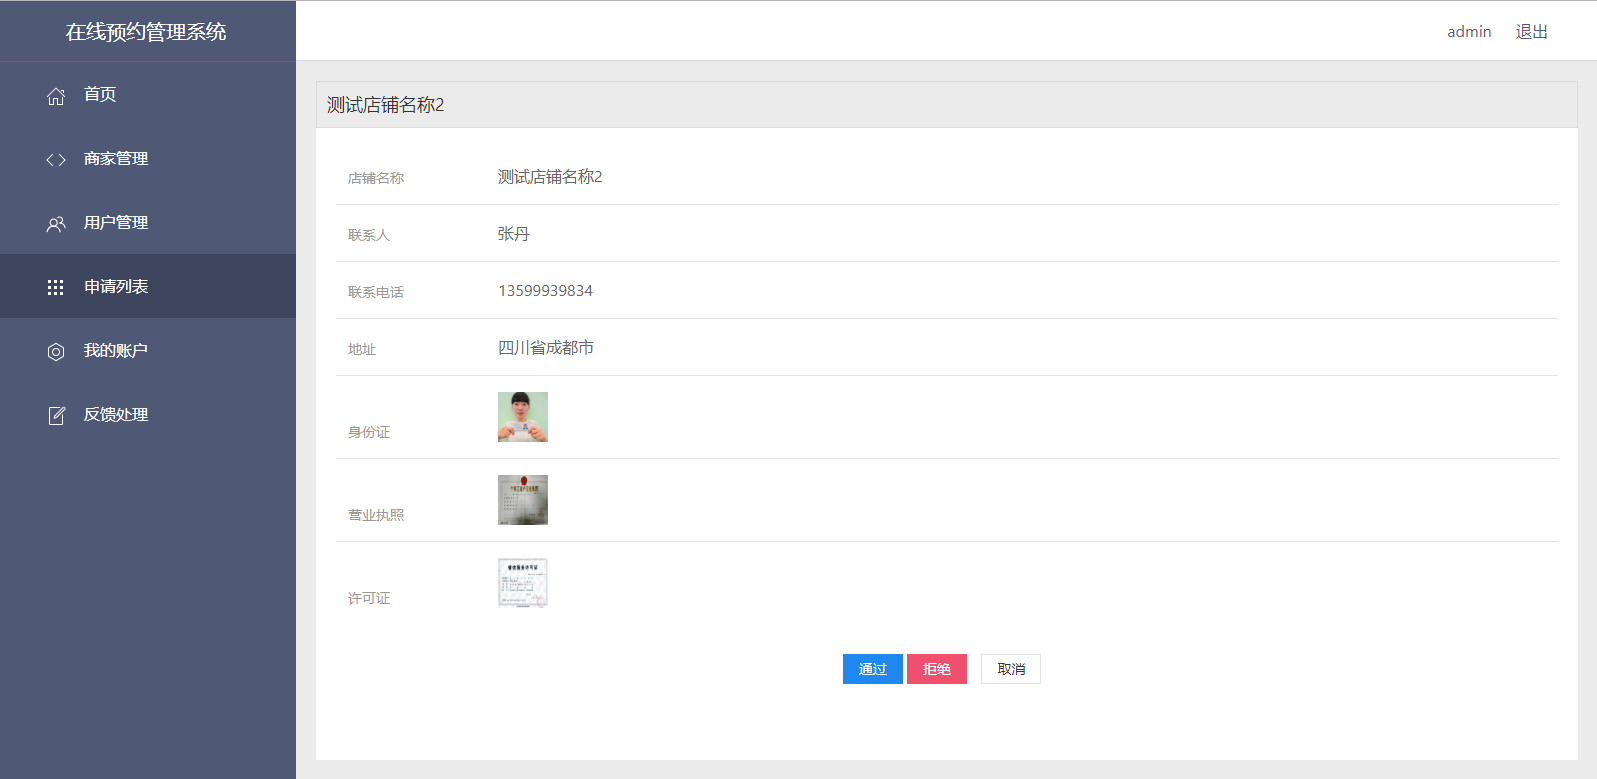 在线预约管理系统
admin 退出
首页
商家管理
用户管理
申请列表
我的账户
反馈处理
测试店铺名称2
店铺名称 测试店铺名称2
联系人 张丹
联系电话 13599939834
地址 四川省成都市
身份证
营业执照
许可证
通过 拒绝 取消